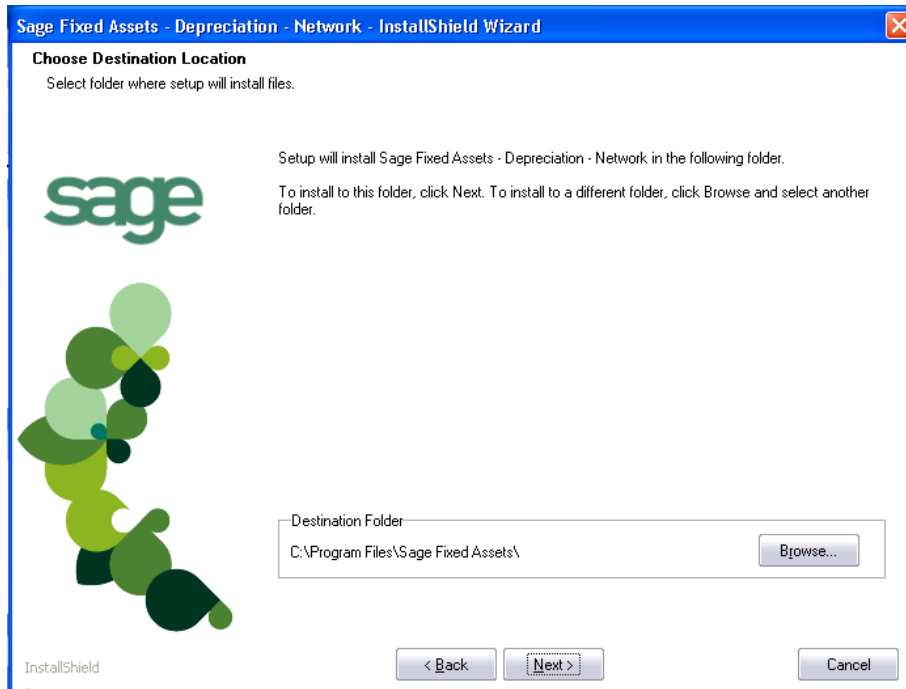 Sage Fixed Assets - Depreciation - Network - InstallShield Wizard
Choose Destination Location
Select folder where setup will install files.
Setup will install Sage Fixed Assets - Depreciation - Network in the following folder.
To install to this folder, click Next. To install to a different folder, click Browse and select another
folder.
sage
Destination Folder
C:\Program Files\Sage Fixed Assets\
Browse...
InstallShield
< Back
Next >
Cancel